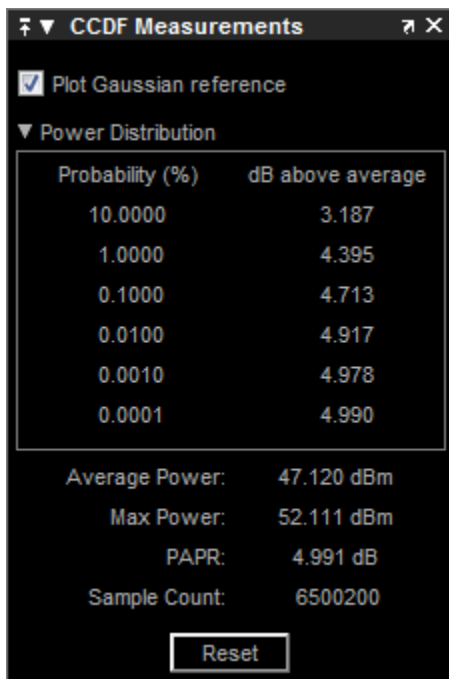 CCDF Measurements
Plot Gaussian reference
Power Distribution
Probability (%) dB above average
10.0000 3.187
1.0000 4.395
0.1000 4.713
0.0100 4.917
0.0010 4.978
0.0001 4.990
Average Power: 47.120 dBm
Max Power: 52.111 dBm
PAPR: 4.991 dB
Sample Count: 6500200
Reset